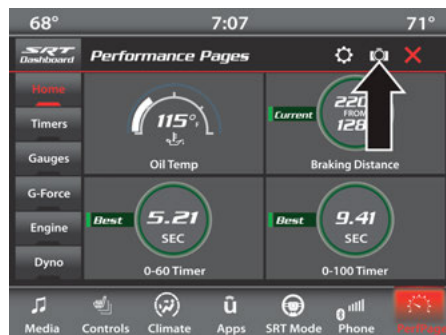 68° 7:07 71°
SRT Dashboard Performance Pages
Home
Timers
Gauges
G-Force
Engine
Dyno
115°F
Oil Temp
Current
220
FROM
128
Braking Distance
Best
5.21
SEC
0-60 Timer
Best
9.41
SEC
0-100 Timer
Media Controls Climate Apps SRT Mode Phone